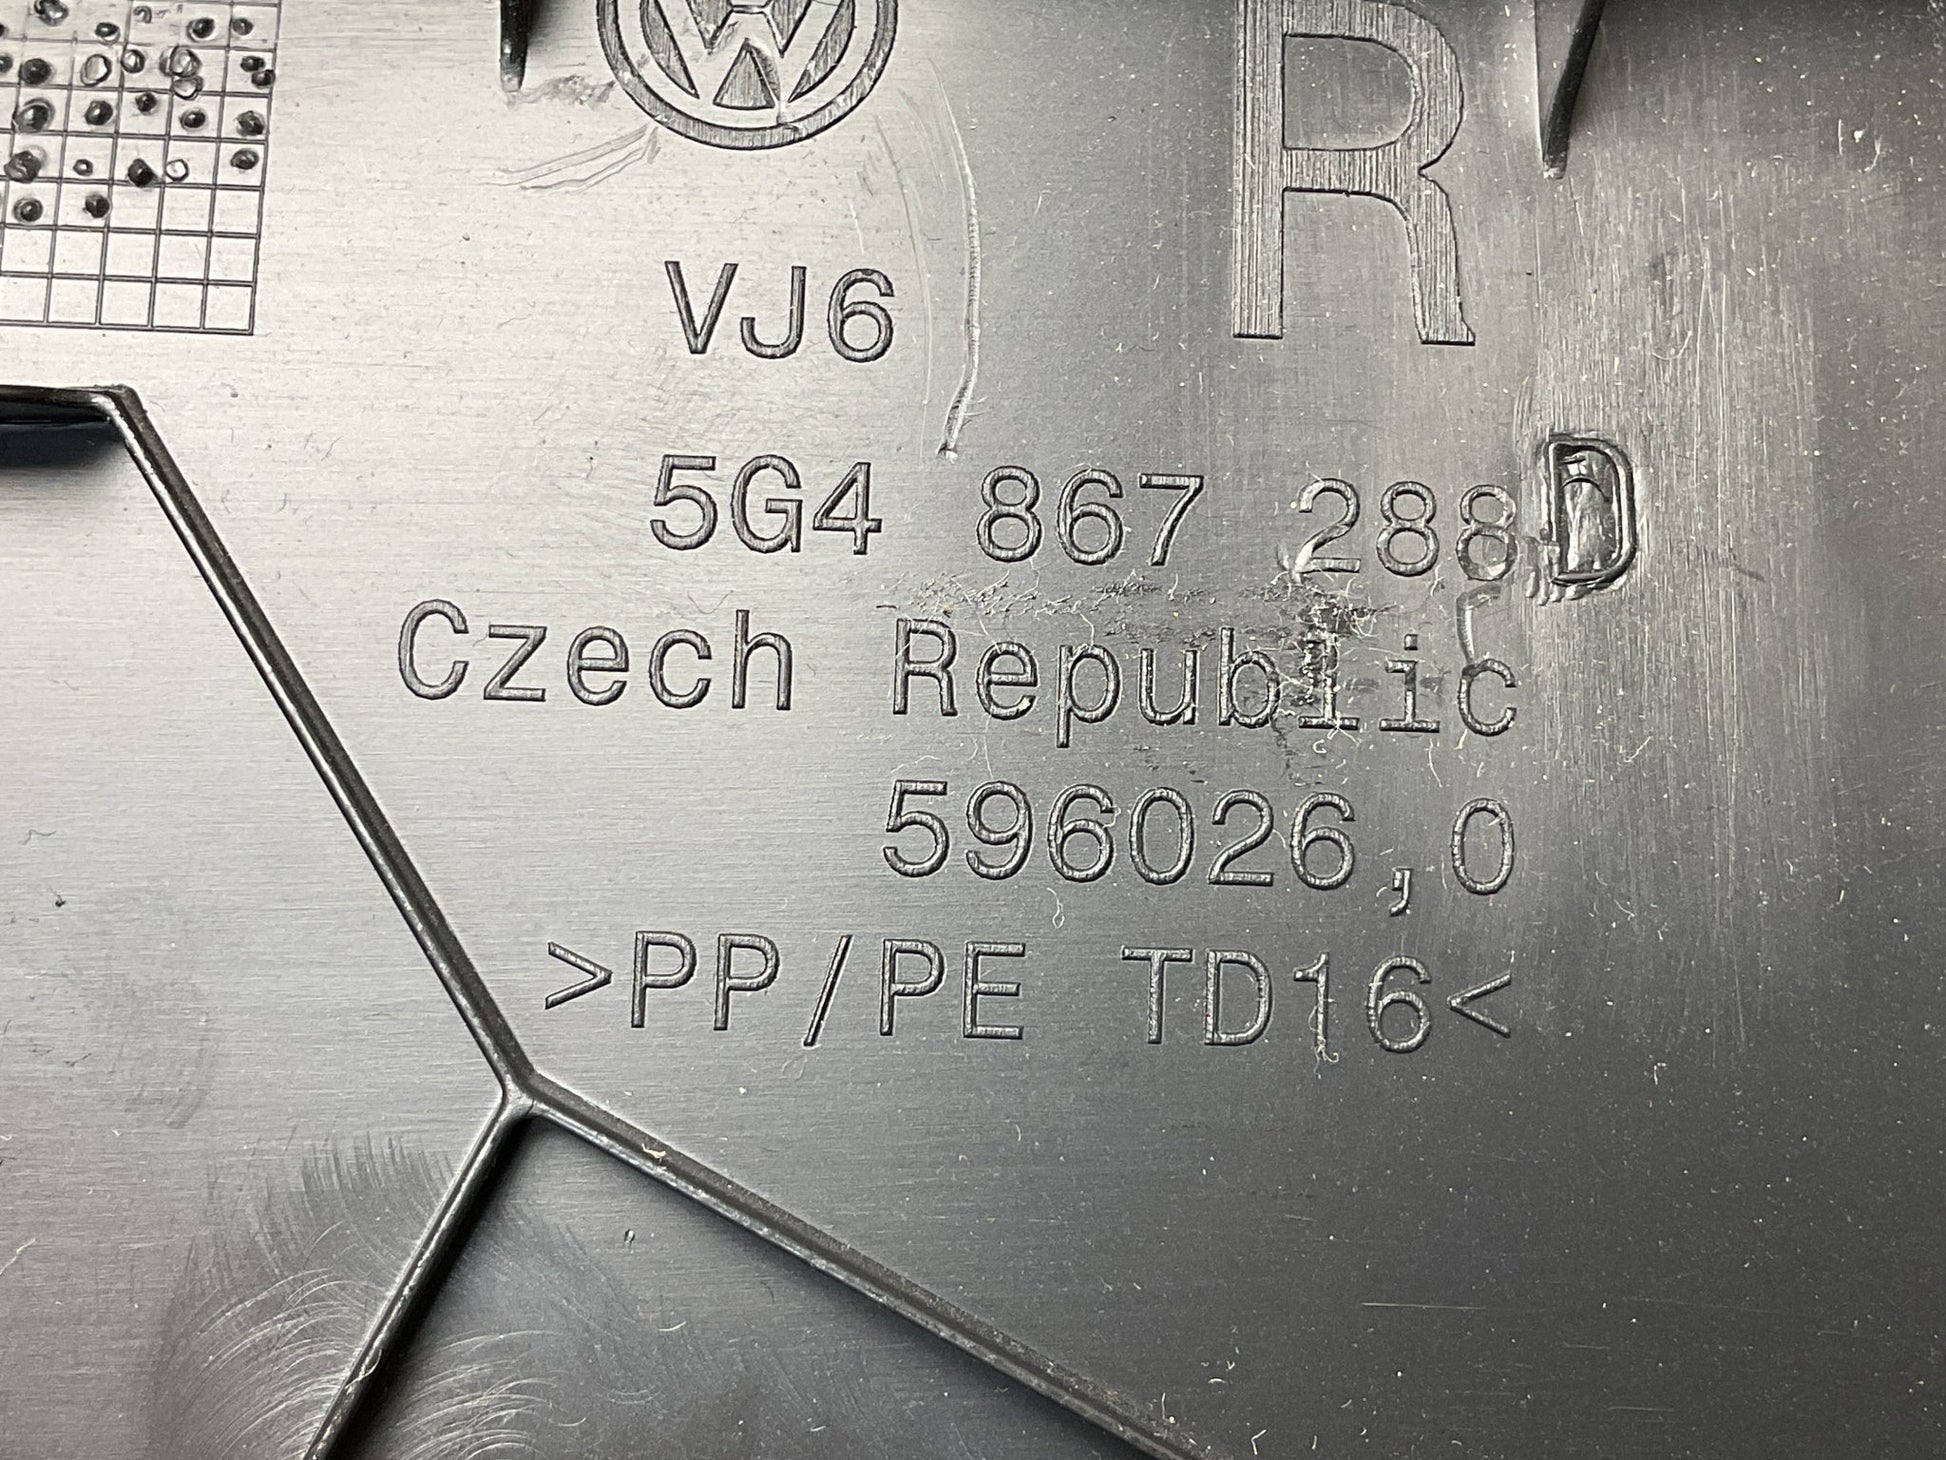 R
VJ6
5G4 867 288D
Czech Republic
596026,0
>PP/PE TD16<